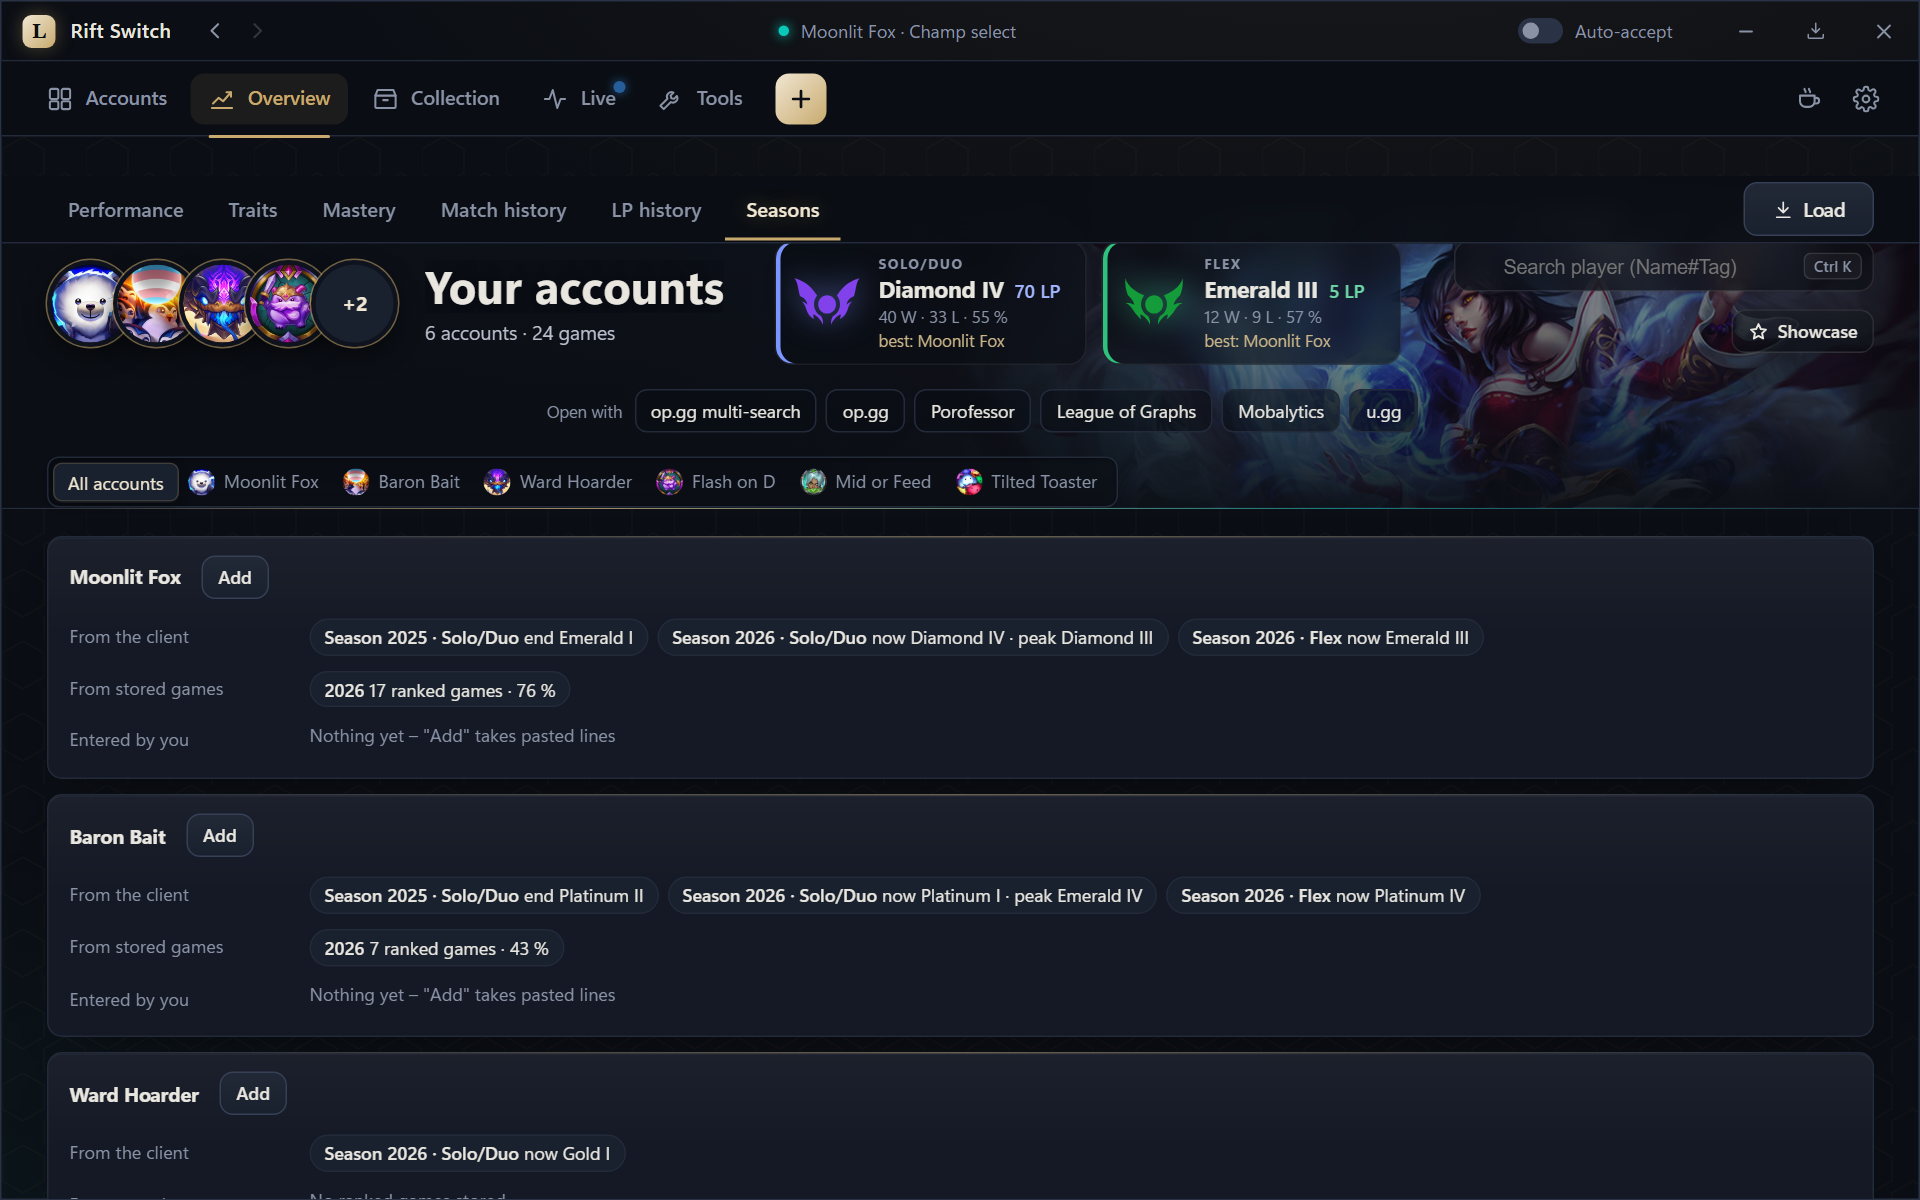 L Rift Switch
Moonlit Fox · Champ select
Auto-accept
Accounts
Overview
Collection
Live
Tools
Performance
Traits
Mastery
Match history
LP history
Seasons
Load
+2
Your accounts
6 accounts · 24 games
SOLO/DUO
Diamond IV 70 LP
40 W · 33 L · 55 %
best: Moonlit Fox
FLEX
Emerald III 5 LP
12 W · 9 L · 57 %
best: Moonlit Fox
Search player (Name#Tag)
Ctrl K
Showcase
Open with
op.gg multi-search
op.gg
Porofessor
League of Graphs
Mobalytics
u.gg
All accounts
Moonlit Fox
Baron Bait
Ward Hoarder
Flash on D
Mid or Feed
Tilted Toaster
Moonlit Fox
Add
From the client
Season 2025 · Solo/Duo end Emerald I
Season 2026 · Solo/Duo now Diamond IV · peak Diamond III
Season 2026 · Flex now Emerald III
From stored games
2026 17 ranked games · 76 %
Entered by you
Nothing yet – "Add" takes pasted lines
Baron Bait
Add
From the client
Season 2025 · Solo/Duo end Platinum II
Season 2026 · Solo/Duo now Platinum I · peak Emerald IV
Season 2026 · Flex now Platinum IV
From stored games
2026 7 ranked games · 43 %
Entered by you
Nothing yet – "Add" takes pasted lines
Ward Hoarder
Add
From the client
Season 2026 · Solo/Duo now Gold I